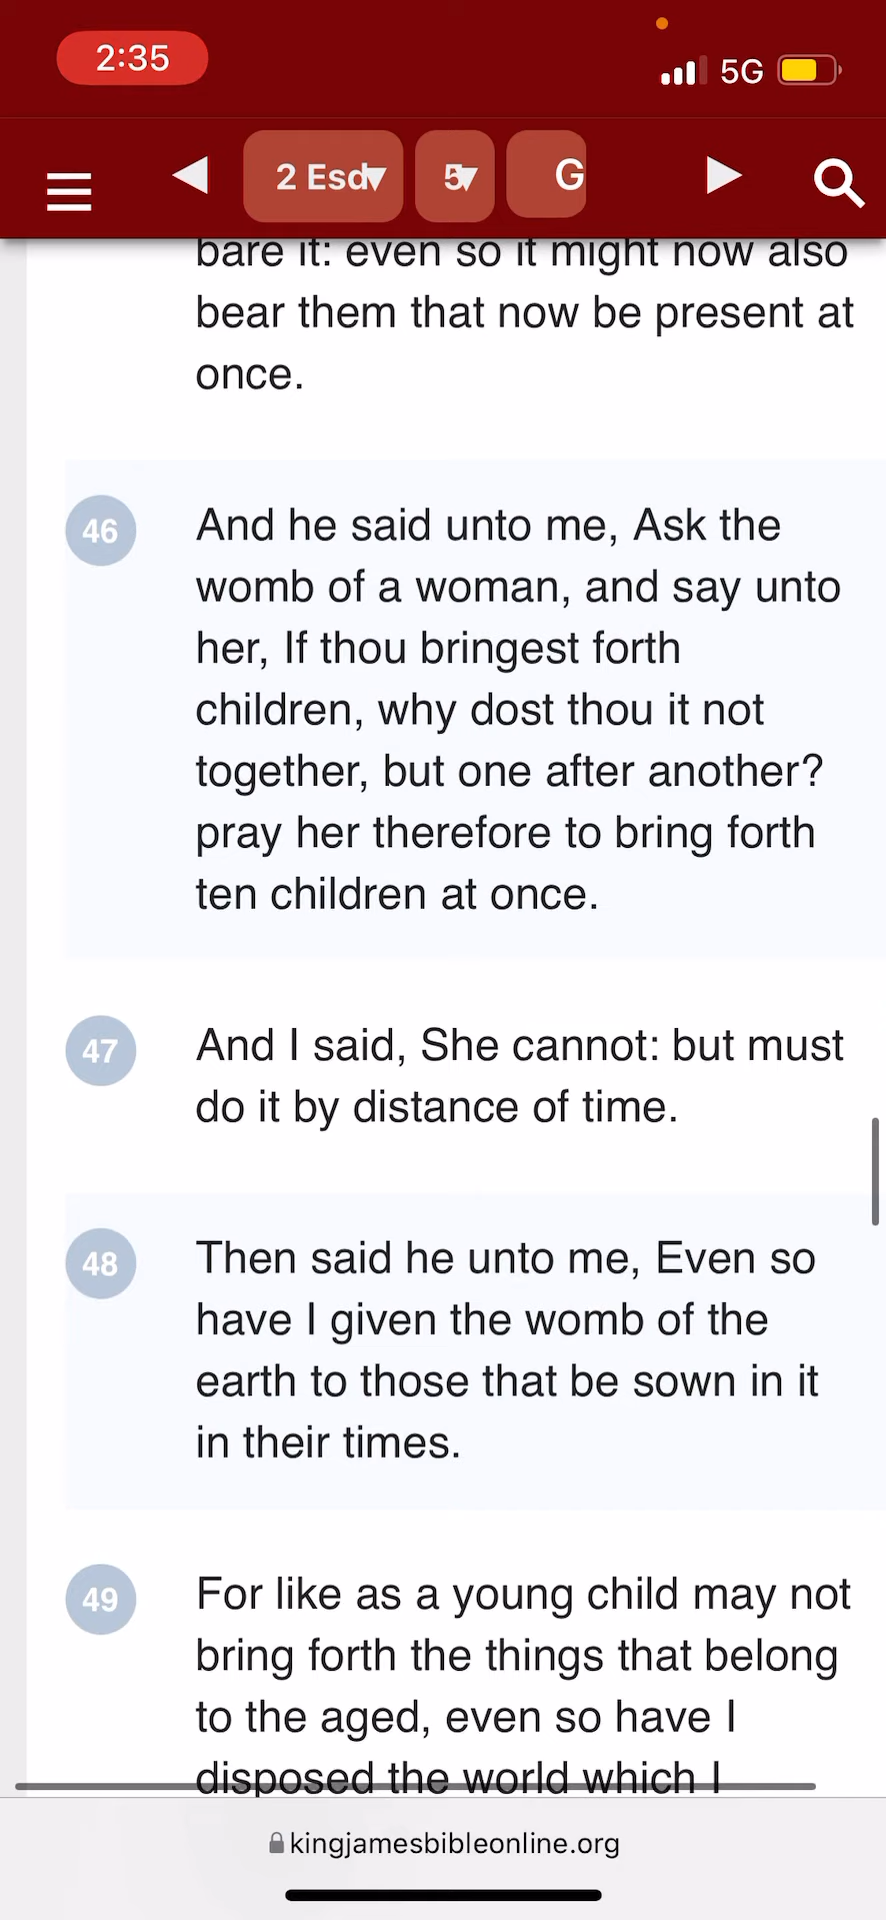 2:35
5G
2 Esd
5
G
bare it: even so it might now also
bear them that now be present at
once.
46
And he said unto me, Ask the
womb of a woman, and say unto
her, If thou bringest forth
children, why dost thou it not
together, but one after another?
pray her therefore to bring forth
ten children at once.
47
And I said, She cannot: but must
do it by distance of time.
48
Then said he unto me, Even so
have I given the womb of the
earth to those that be sown in it
in their times.
49
For like as a young child may not
bring forth the things that belong
to the aged, even so have I
disposed the world which I
kingjamesbibleonline.org